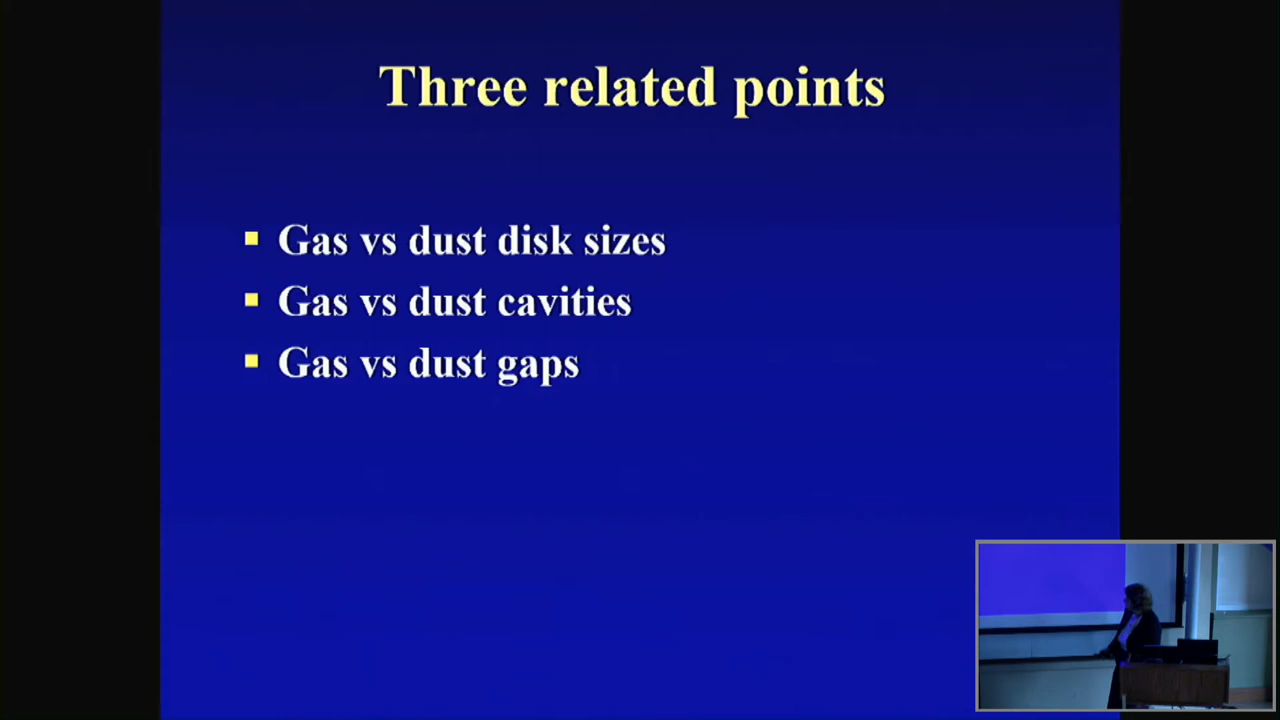 Three related points
Gas vs dust disk sizes
Gas vs dust cavities
Gas vs dust gaps